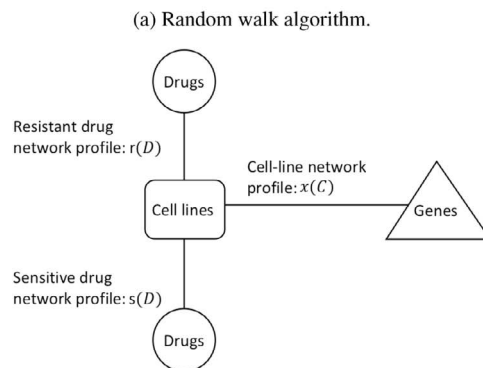 (a) Random walk algorithm.
Drugs
Resistant drug
network profile: r(D)
Cell-line network
profile: x(C)
Cell lines
Genes
Sensitive drug
network profile: s(D)
Drugs